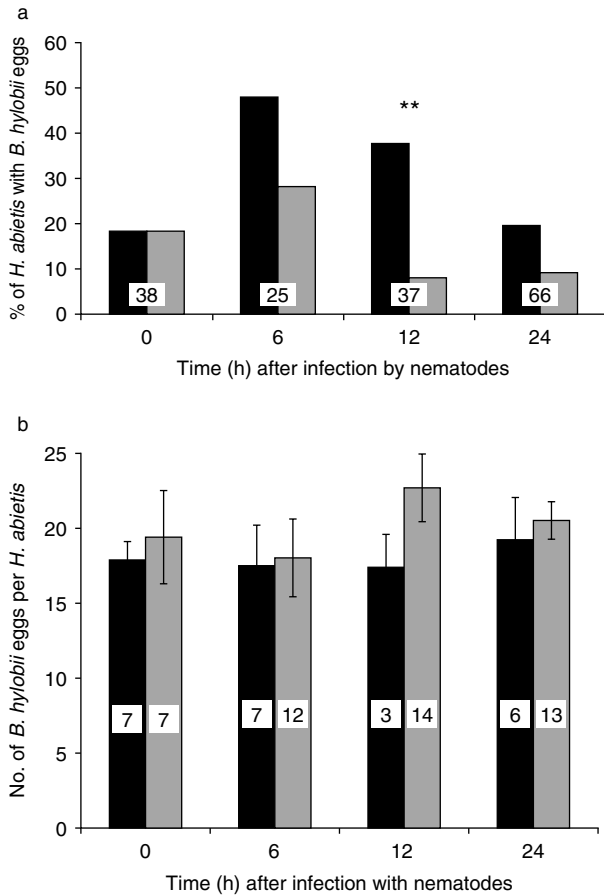 a
% of H. abietis with B. hylobii eggs
60
50
40
30
20
10
0
**
38 25 37 66
0 6 12 24
Time (h) after infection by nematodes
b
No. of B. hylobii eggs per H. abietis
25
20
15
10
5
0
7 7 7 12 3 14 6 13
0 6 12 24
Time (h) after infection with nematodes